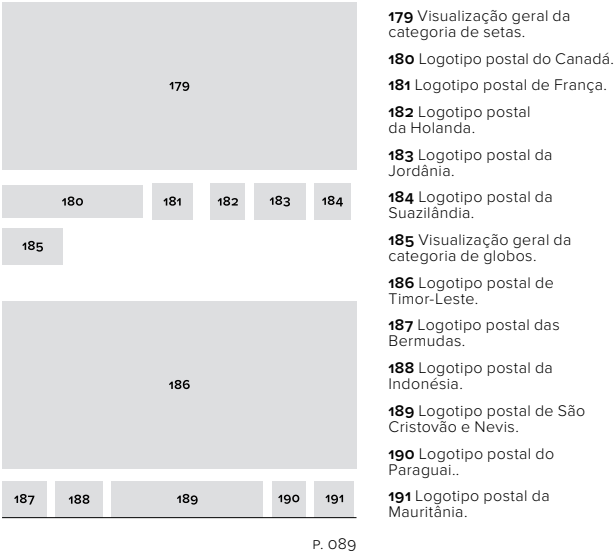 179
180
181
182
183
184
185
186
187
188
189
190
191
P. 089
179 Visualização geral da
categoria de setas.
180 Logotipo postal do Canadá.
181 Logotipo postal de França.
182 Logotipo postal
da Holanda.
183 Logotipo postal da
Jordânia.
184 Logotipo postal da
Suazilândia.
185 Visualização geral da
categoria de globos.
186 Logotipo postal de
Timor-Leste.
187 Logotipo postal das
Bermudas.
188 Logotipo postal da
Indonésia.
189 Logotipo postal de São
Cristovão e Nevis.
190 Logotipo postal do
Paraguai..
191 Logotipo postal da
Mauritânia.